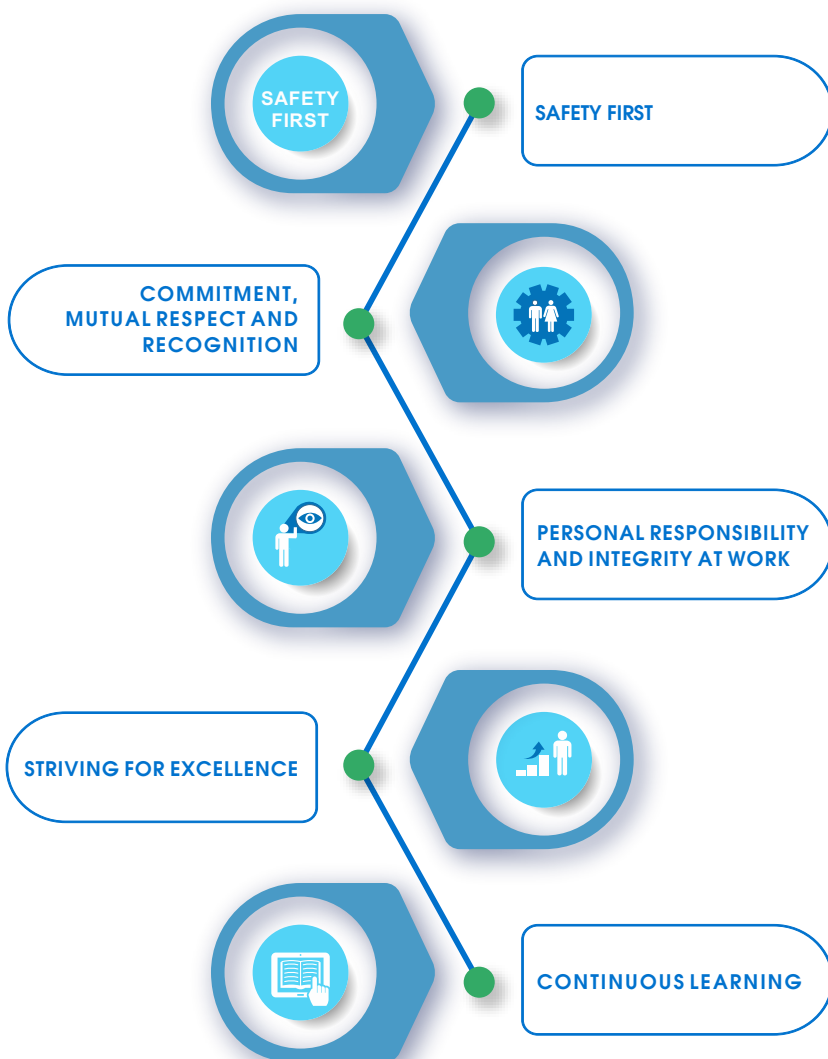 SAFETY
FIRST
SAFETY FIRST
COMMITMENT,
MUTUAL RESPECT AND
RECOGNITION
PERSONAL RESPONSIBILITY
AND INTEGRITY AT WORK
STRIVING FOR EXCELLENCE
CONTINUOUS LEARNING